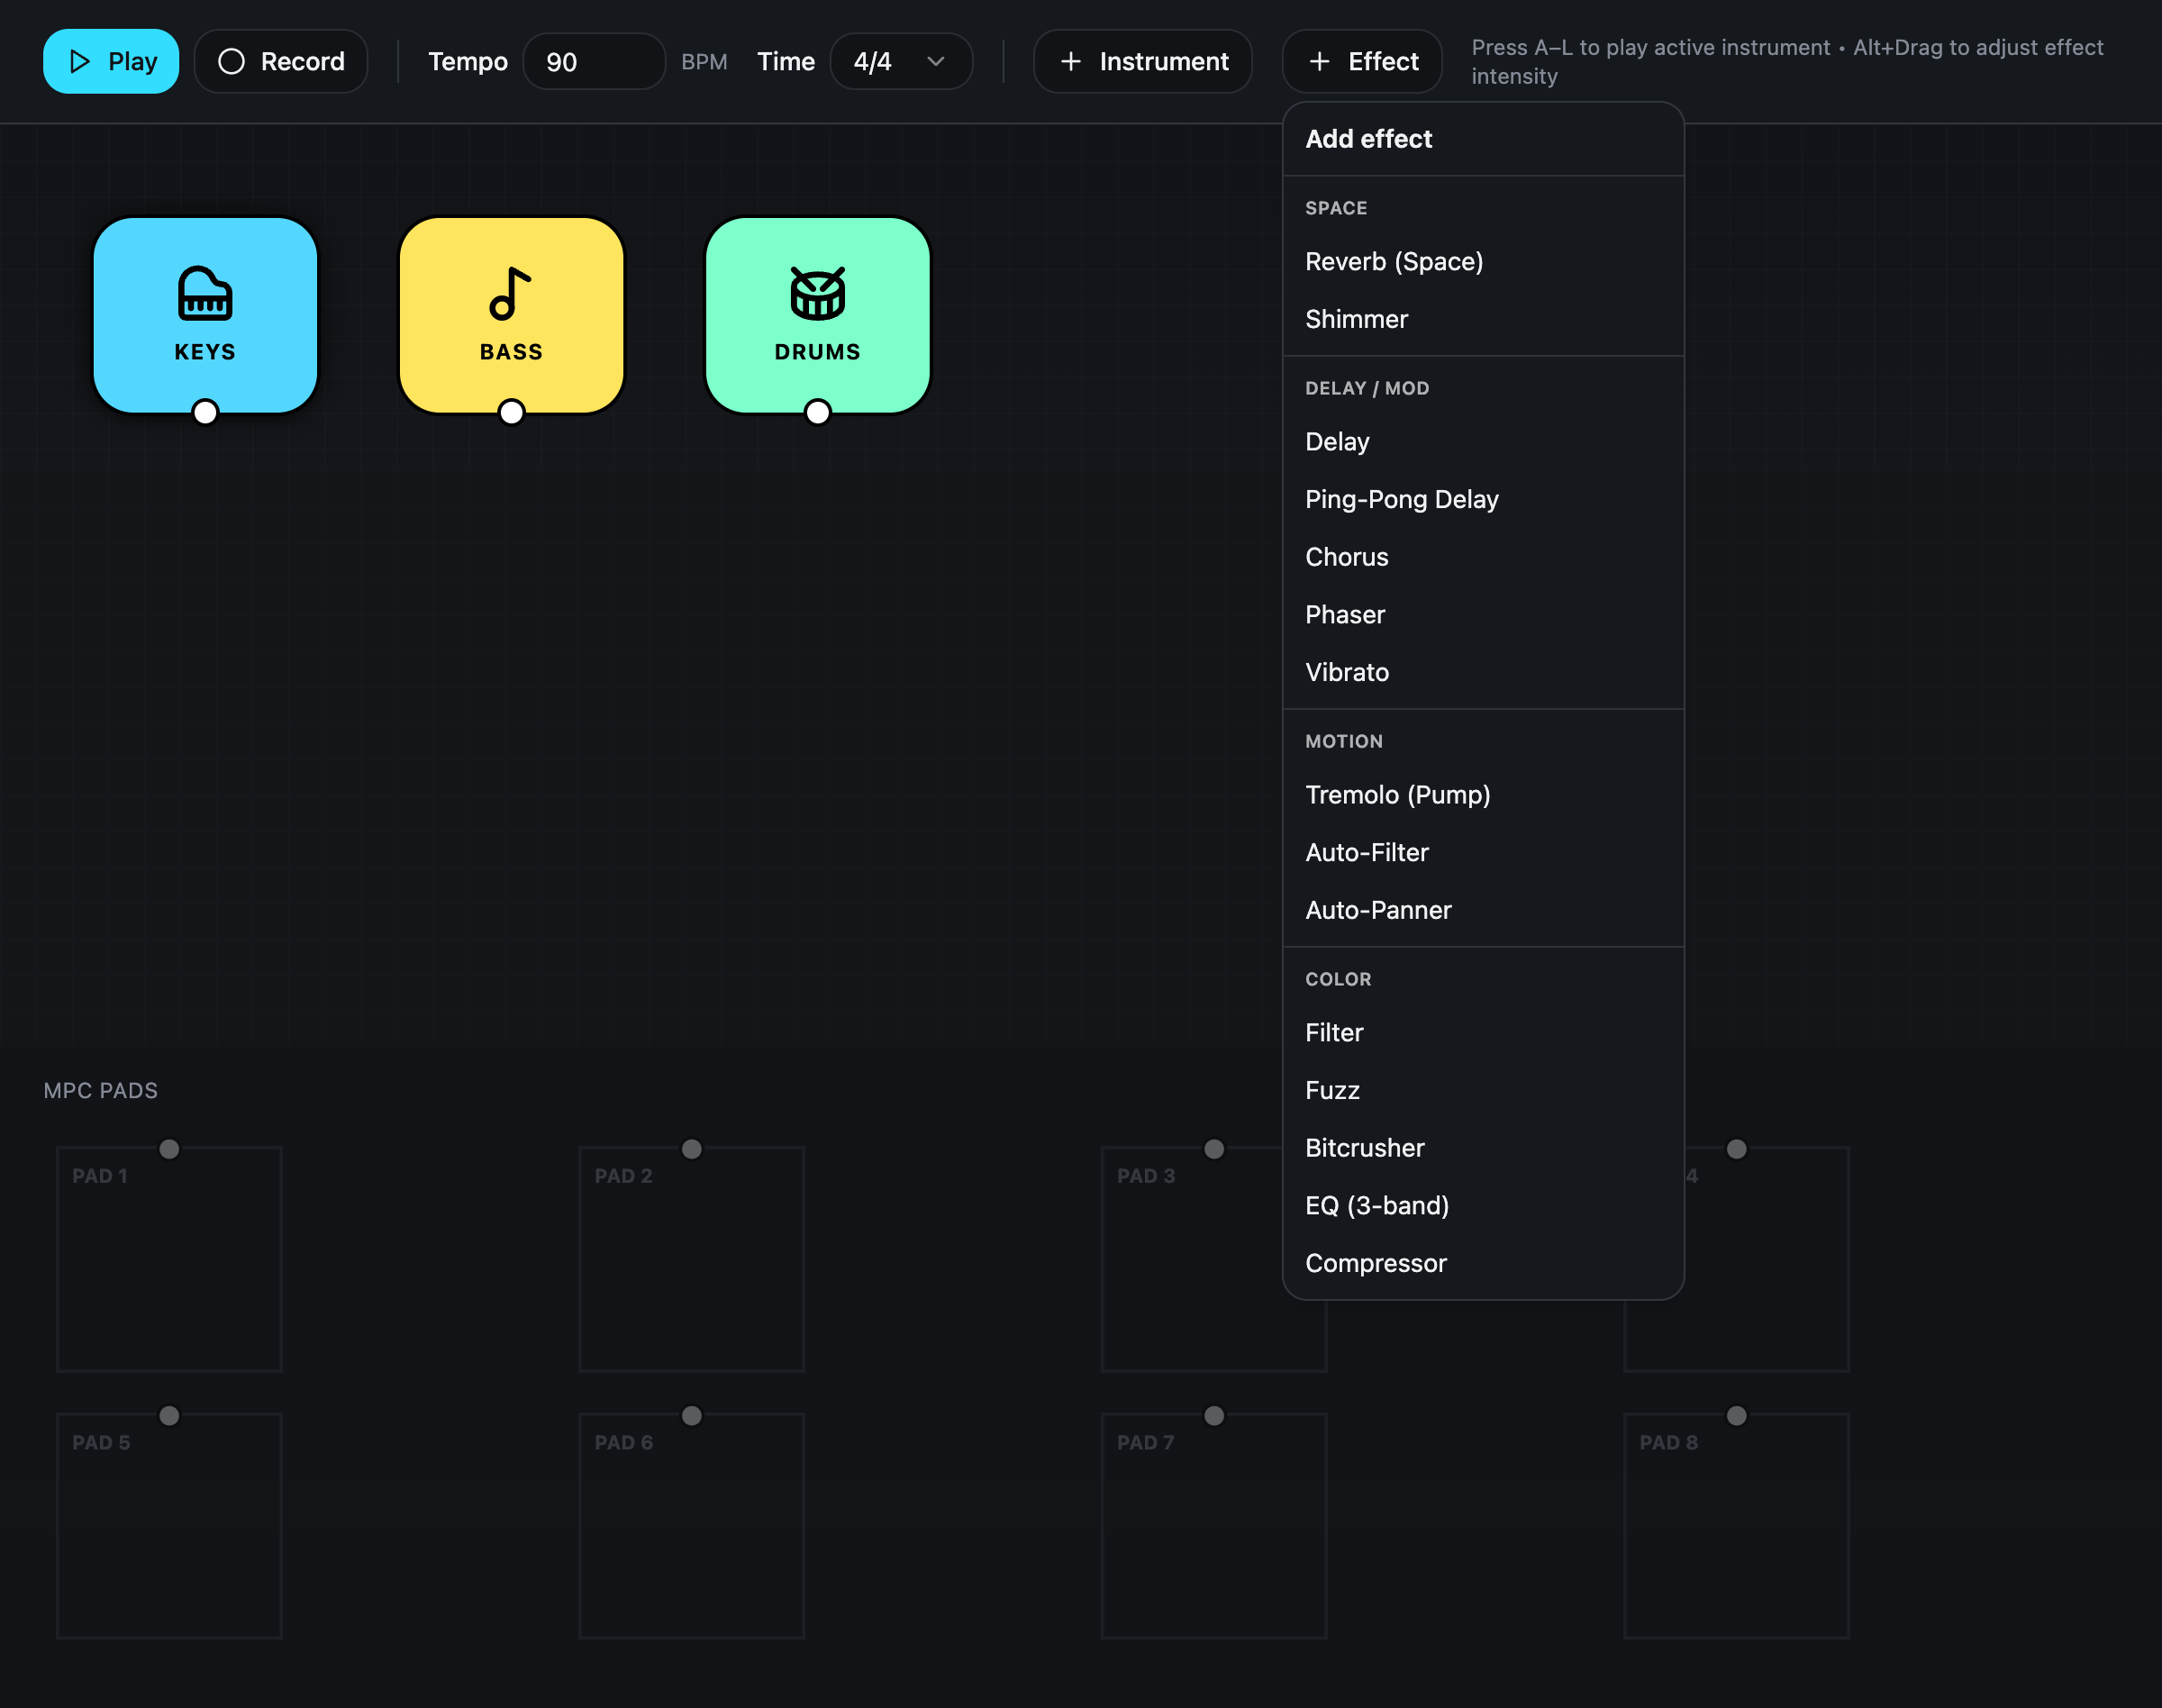 Play
Record
Tempo
90
BPM
Time
4/4
Instrument
Effect
Press A–L to play active instrument • Alt+Drag to adjust effect
intensity
Add effect
SPACE
Reverb (Space)
Shimmer
DELAY / MOD
Delay
Ping-Pong Delay
Chorus
Phaser
Vibrato
MOTION
Tremolo (Pump)
Auto-Filter
Auto-Panner
COLOR
Filter
Fuzz
Bitcrusher
EQ (3-band)
Compressor
KEYS
BASS
DRUMS
MPC PADS
PAD 1
PAD 2
PAD 3
4
PAD 5
PAD 6
PAD 7
PAD 8